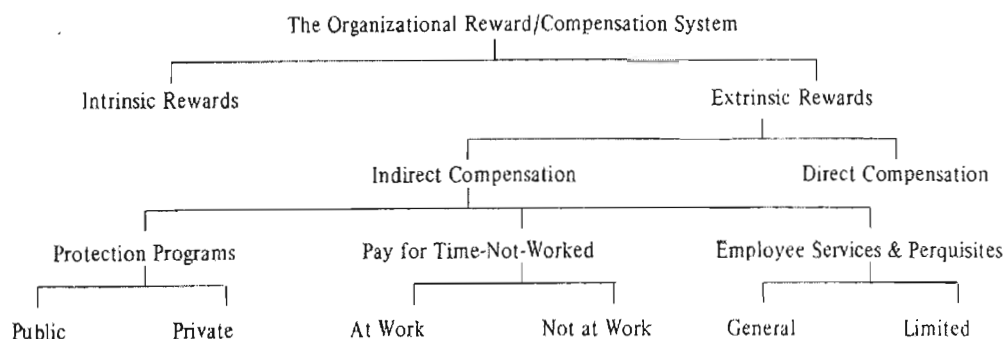 The Organizational Reward/Compensation System
Intrinsic Rewards
Extrinsic Rewards
Indirect Compensation
Direct Compensation
Protection Programs
Pay for Time-Not-Worked
Employee Services & Perquisites
Public
Private
At Work
Not at Work
General
Limited